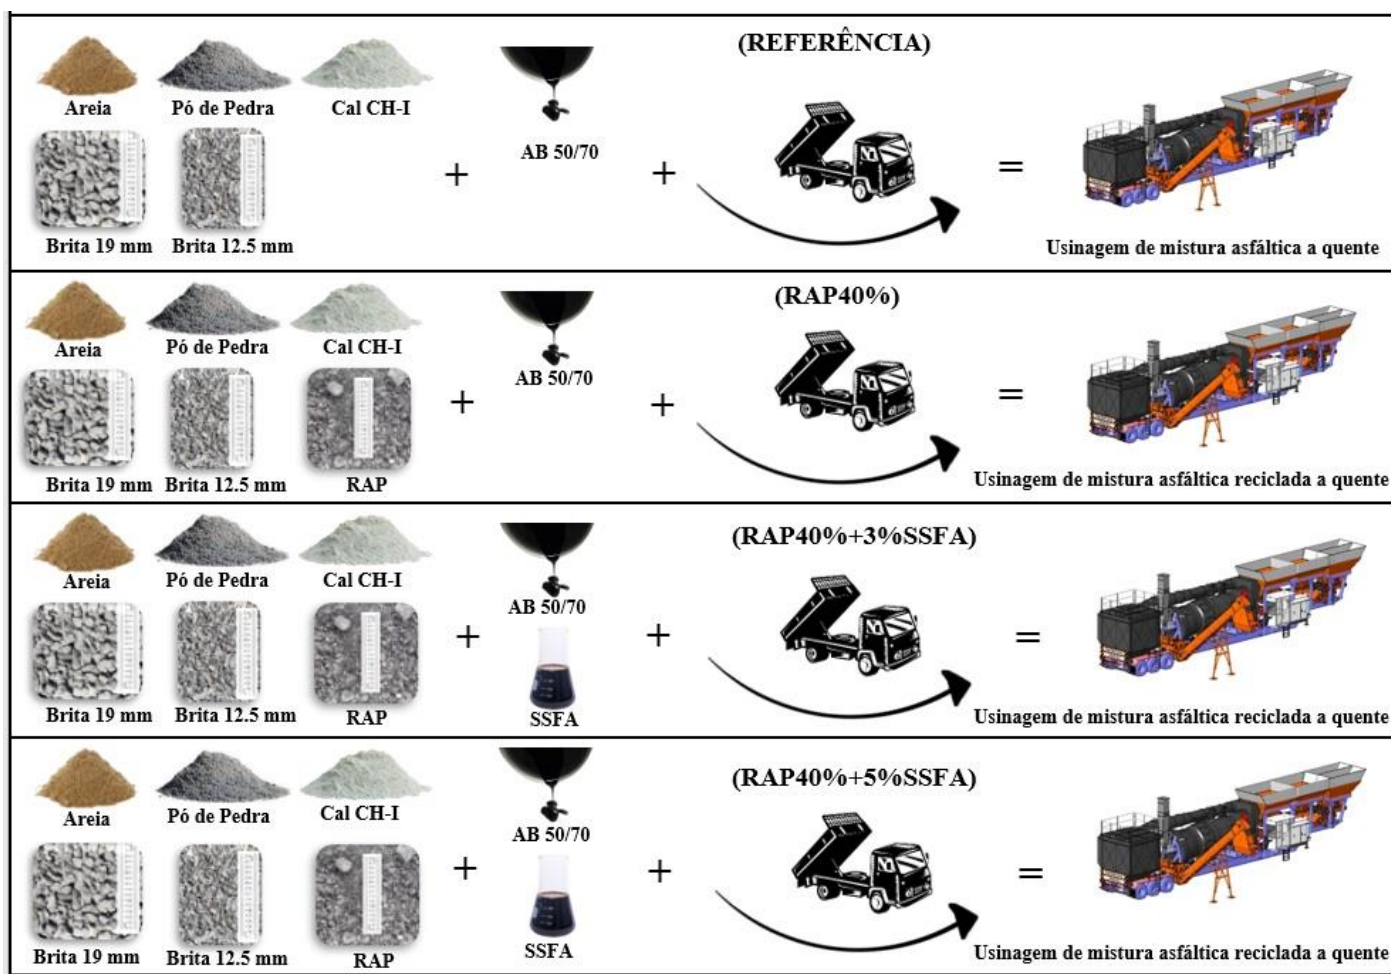 (REFERÊNCIA)
Areia Pó de Pedra Cal CH-I
AB 50/70
+ + =
Brita 19 mm Brita 12.5 mm
Usinagem de mistura asfáltica a quente
(RAP40%)
Areia Pó de Pedra Cal CH-I
AB 50/70
+ + =
Brita 19 mm Brita 12.5 mm RAP
Usinagem de mistura asfáltica reciclada a quente
(RAP40%+3%SSFA)
Areia Pó de Pedra Cal CH-I
AB 50/70
+ + =
Brita 19 mm Brita 12.5 mm RAP
SSFA
Usinagem de mistura asfáltica reciclada a quente
(RAP40%+5%SSFA)
Areia Pó de Pedra Cal CH-I
AB 50/70
+ + =
Brita 19 mm Brita 12.5 mm RAP
SSFA
Usinagem de mistura asfáltica reciclada a quente